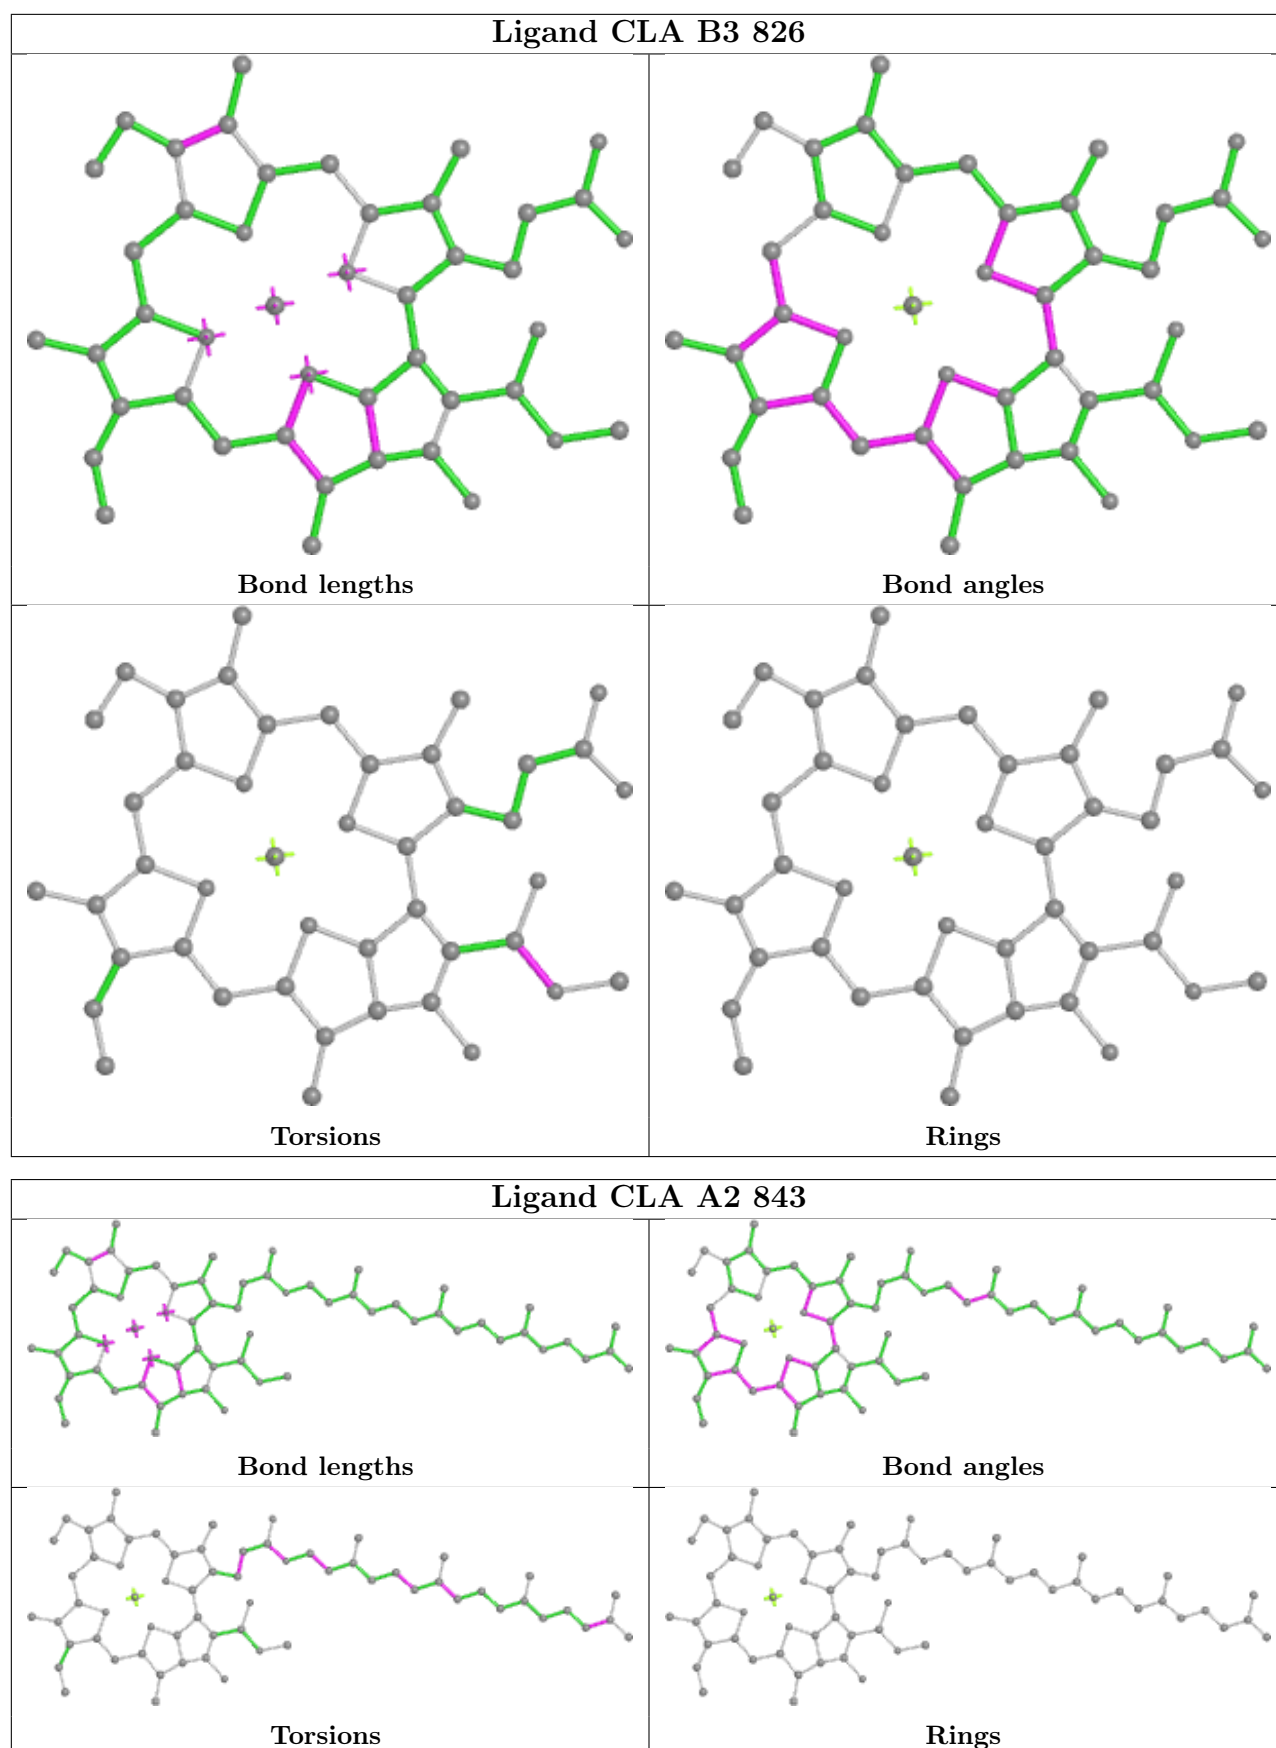 Ligand CLA B3 826
Bond lengths
Bond angles
Torsions
Rings
Ligand CLA A2 843
Bond lengths
Bond angles
Torsions
Rings